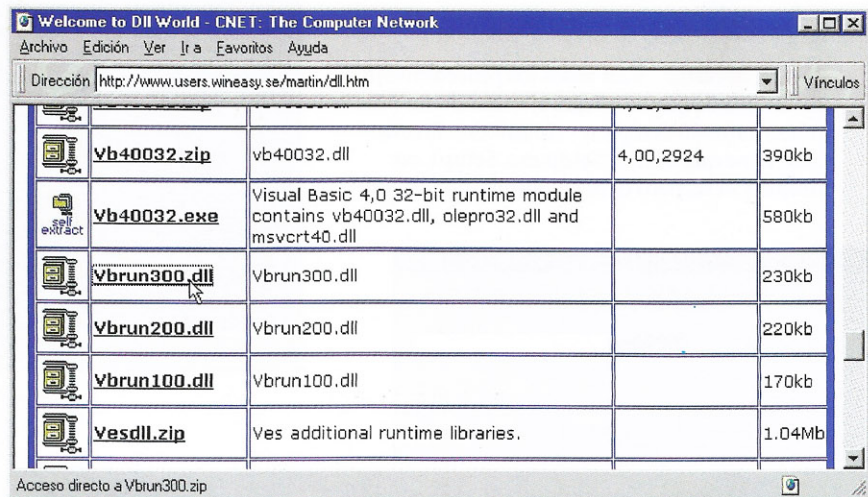 Welcome to Dll World - CNET: The Computer Network
Archivo Edición Ver Ir a Favoritos Ayuda
Dirección http://www.users.wineasy.se/martin/dll.htm Vínculos
Vb40032.zip vb40032.dll 4,00,2924 390kb
self
extract
Vb40032.exe
Visual Basic 4,0 32-bit runtime module
contains vb40032.dll, olepro32.dll and
msvcrt40.dll
580kb
Vbrun300.dll Vbrun300.dll 230kb
Vbrun200.dll Vbrun200.dll 220kb
Vbrun100.dll Vbrun100.dll 170kb
Vesdll.zip Ves additional runtime libraries. 1.04Mb
Acceso directo a Vbrun300.zip